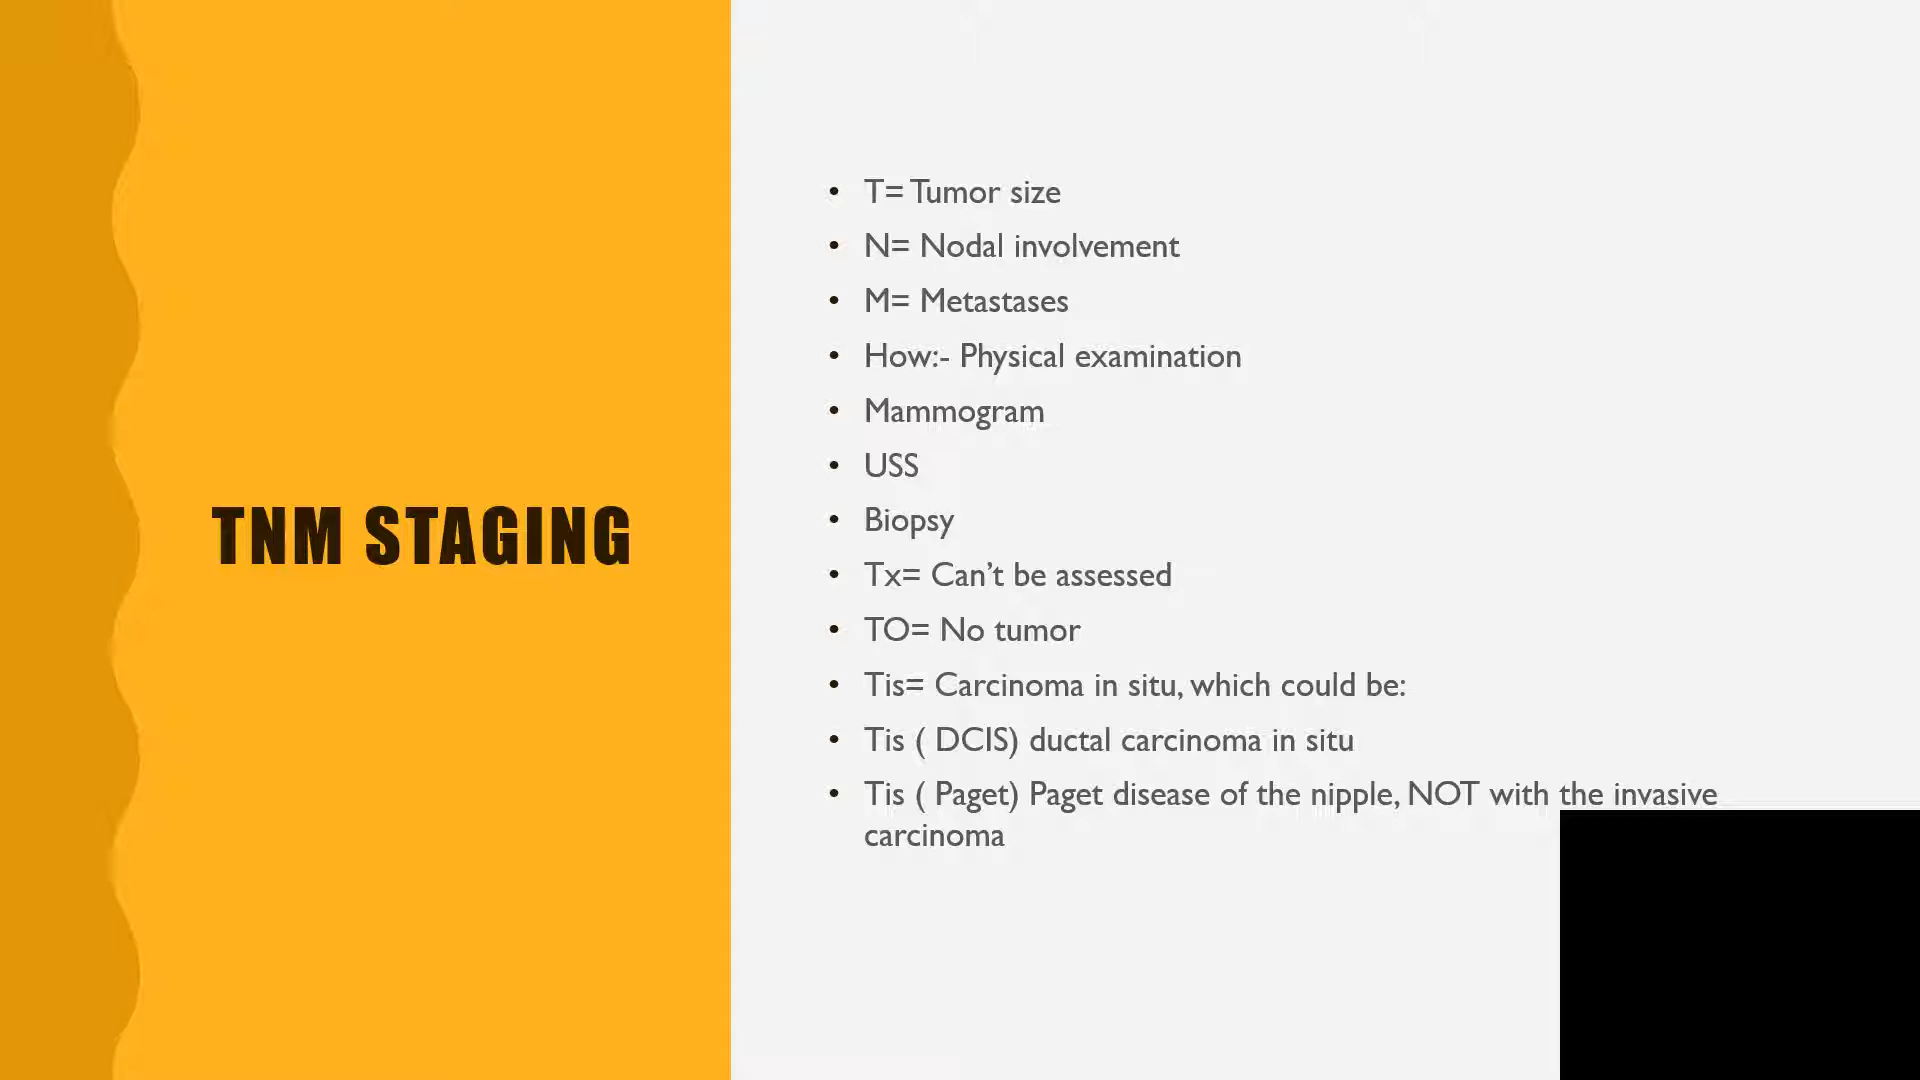 TNM STAGING
• T= Tumor size
• N= Nodal involvement
• M= Metastases
• How:- Physical examination
• Mammogram
• USS
• Biopsy
• Tx= Can’t be assessed
• TO= No tumor
• Tis= Carcinoma in situ, which could be:
• Tis ( DCIS) ductal carcinoma in situ
• Tis ( Paget) Paget disease of the nipple, NOT with the invasive
carcinoma